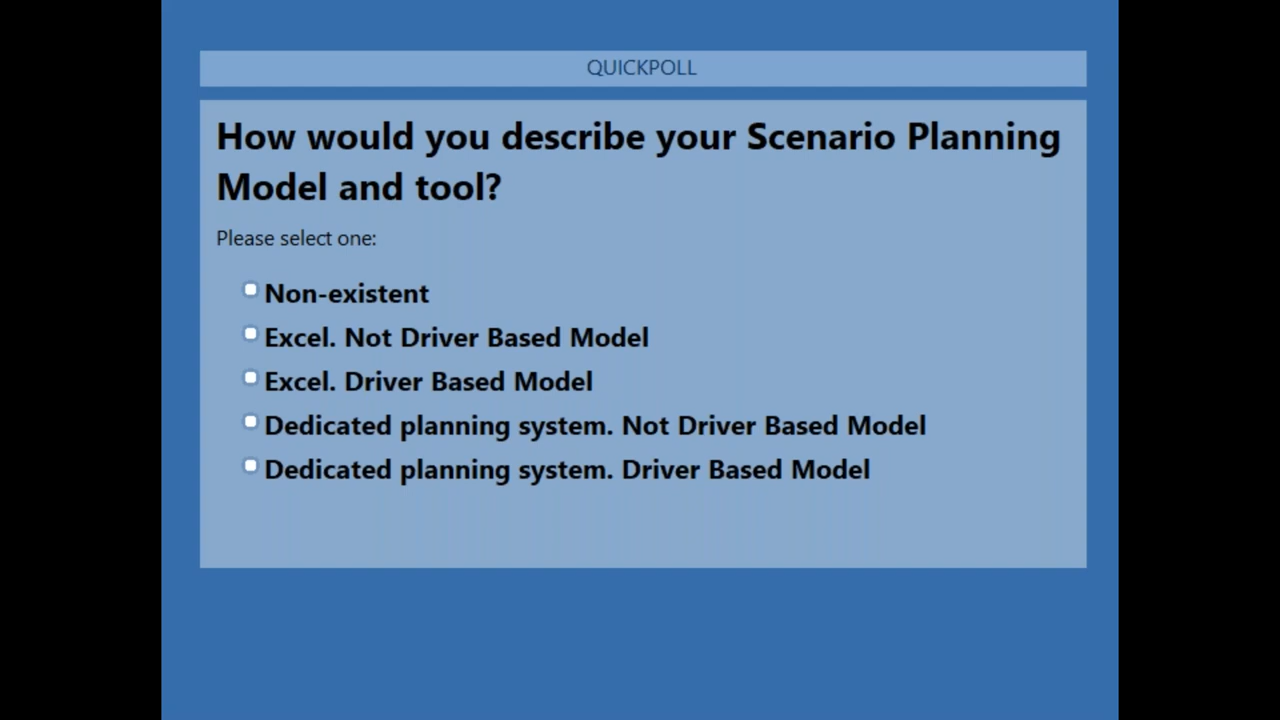 QUICKPOLL
How would you describe your Scenario Planning
Model and tool?
Please select one:
Non-existent
Excel. Not Driver Based Model
Excel. Driver Based Model
Dedicated planning system. Not Driver Based Model
Dedicated planning system. Driver Based Model